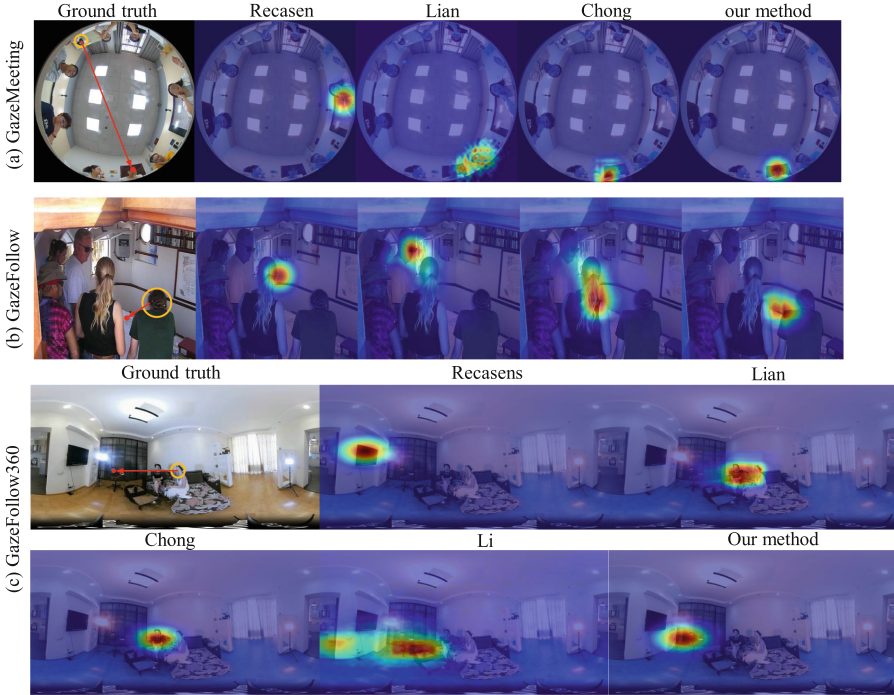 Ground truth Recasen Lian Chong our method
(a) GazeMeeting
(b) GazeFollow
Ground truth Recasens Lian
(c) GazeFollow360
Chong Li Our method